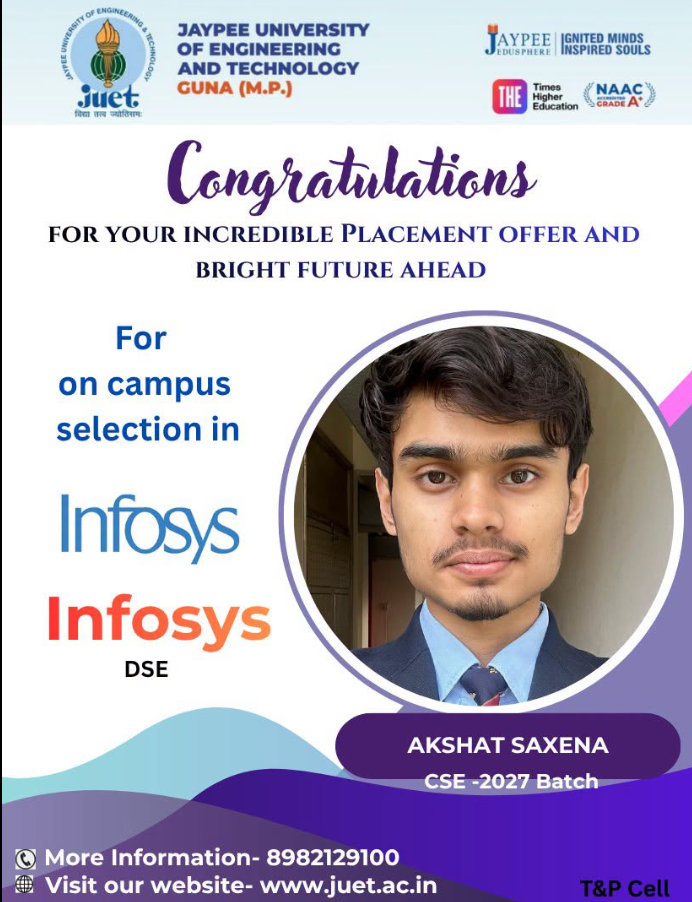 JAYPEE UNIVERSITY OF ENGINEERING & TECHNOLOGY
juet
विद्या तत्व ज्योतिसमः
JAYPEE UNIVERSITY
OF ENGINEERING
AND TECHNOLOGY
GUNA (M.P.)
JAYPEE
EDUSPHERE
IGNITED MINDS
INSPIRED SOULS
THE
Times
Higher
Education
NAAC
ACCREDITED
GRADE A+
Congratulations
FOR YOUR INCREDIBLE PLACEMENT OFFER AND
BRIGHT FUTURE AHEAD
For
on campus
selection in
Infosys
Infosys
DSE
AKSHAT SAXENA
CSE -2027 Batch
More Information- 8982129100
Visit our website- www.juet.ac.in
T&P Cell